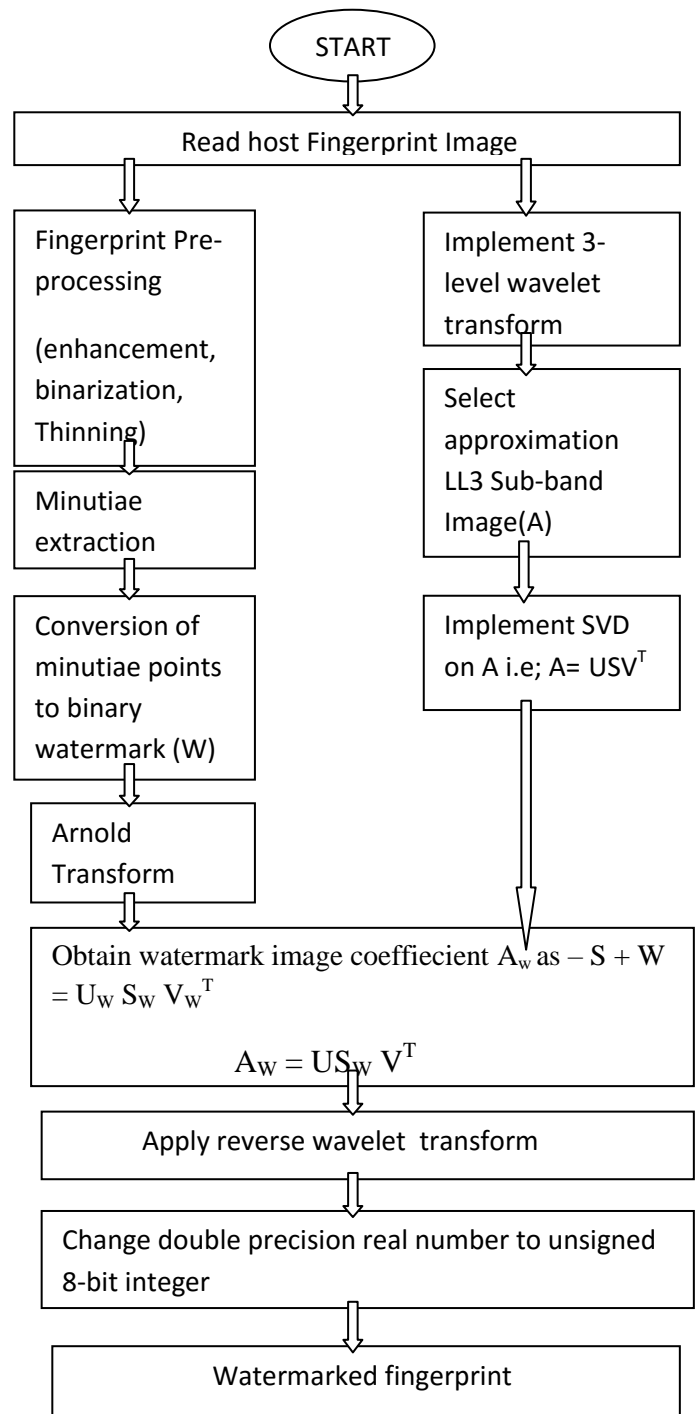 START
Read host Fingerprint Image
Fingerprint Pre-
processing
(enhancement,
binarization,
Thinning)
Minutiae
extraction
Conversion of
minutiae points
to binary
watermark (W)
Arnold
Transform
Implement 3-
level wavelet
transform
Select
approximation
LL3 Sub-band
Image(A)
Implement SVD
on A i.e; A= USVᵀ
Obtain watermark image coeffiecient A_w as – S + W
= U_W S_W V_W^T
A_W = US_W V^T
Apply reverse wavelet transform
Change double precision real number to unsigned
8-bit integer
Watermarked fingerprint